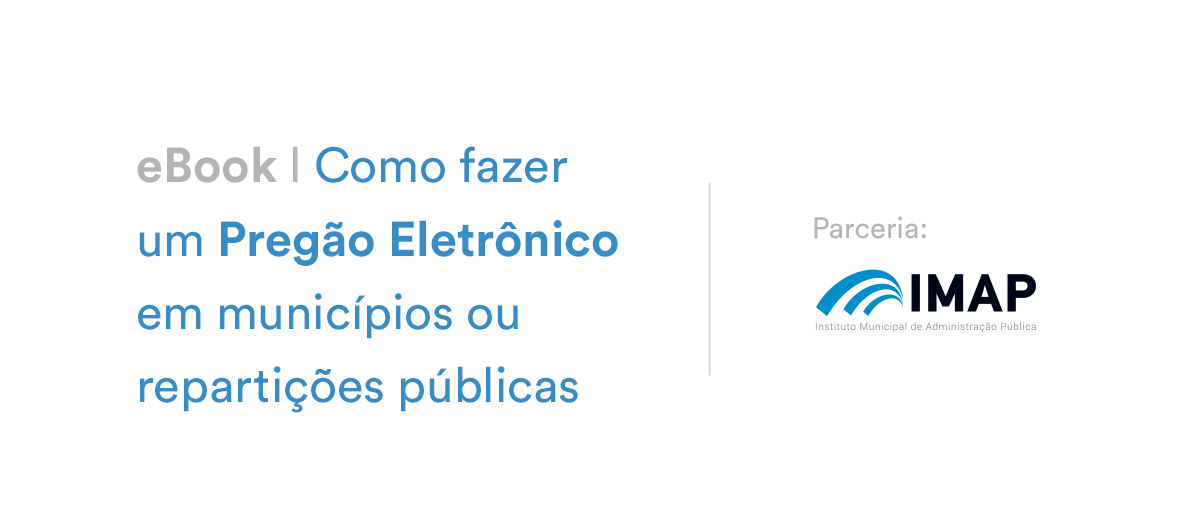 eBook | Como fazer
um Pregão Eletrônico
em municípios ou
repartições públicas
Parceria:
IMAP
Instituto Municipal de Administração Pública